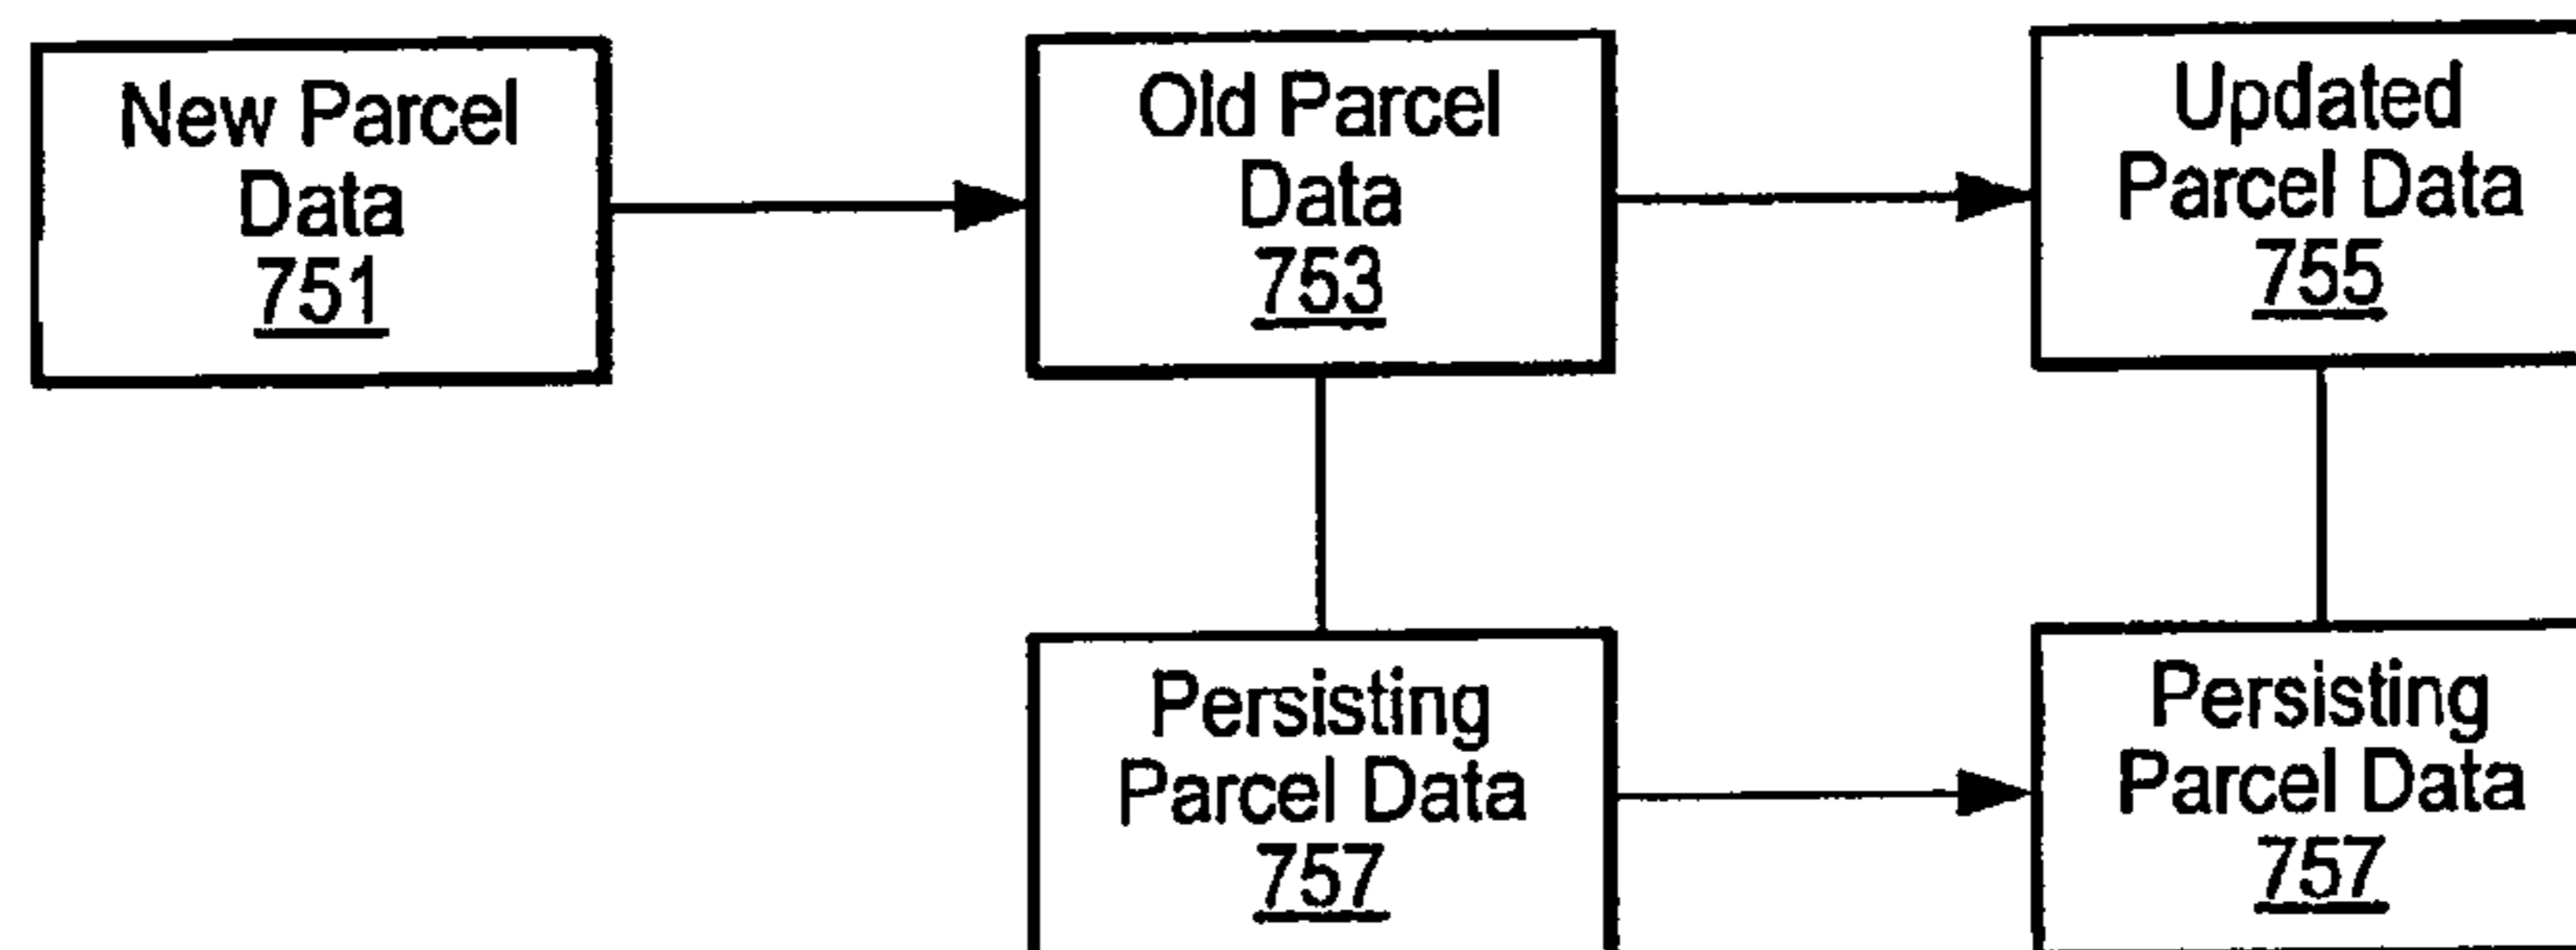 New Parcel
Data
751
Old Parcel
Data
753
Updated
Parcel Data
755
Persisting
Parcel Data
757
Persisting
Parcel Data
757